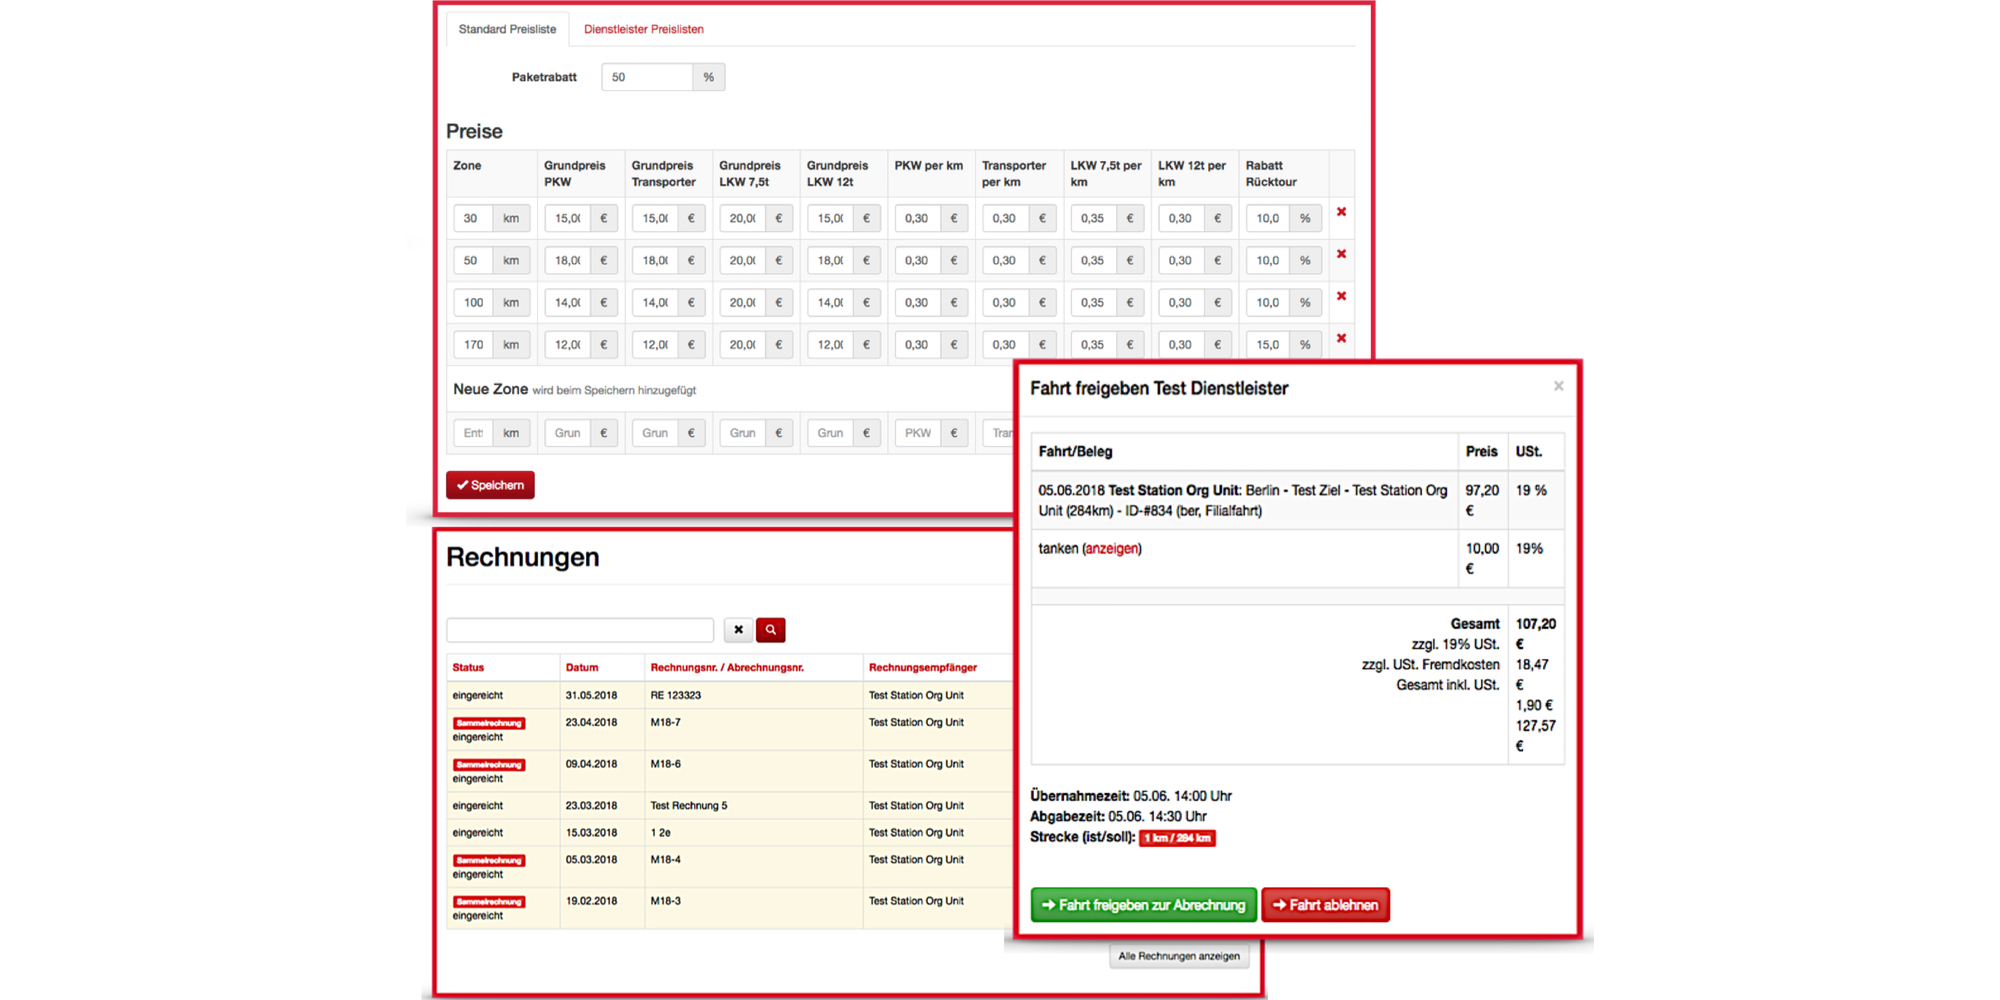 Standard Preisliste Dienstleister Preislisten
Paketrabatt 50 %
Preise
Zone Grundpreis PKW Grundpreis Transporter Grundpreis LKW 7,5t Grundpreis LKW 12t PKW per km Transporter per km LKW 7,5t per km LKW 12t per km Rabatt Rücktour
30 km 15,0( € 15,0( € 20,0( € 15,0( € 0,30 € 0,30 € 0,35 € 0,30 € 10,0 %
50 km 18,0( € 18,0( € 20,0( € 18,0( € 0,30 € 0,30 € 0,35 € 0,30 € 10,0 %
100 km 14,0( € 14,0( € 20,0( € 14,0( € 0,30 € 0,30 € 0,35 € 0,30 € 10,0 %
170 km 12,0( € 12,0( € 20,0( € 12,0( € 0,30 € 0,30 € 0,35 € 0,30 € 15,0 %
Neue Zone wird beim Speichern hinzugefügt
Ent km Grun € Grun € Grun € Grun € PKW € Tran
Speichern
Rechnungen
Status Datum Rechnungsnr. / Abrechnungsnr. Rechnungsempfänger
eingereicht 31.05.2018 RE 123323 Test Station Org Unit
Sammelrechnung 23.04.2018 M18-7 Test Station Org Unit
eingereicht
Sammelrechnung 09.04.2018 M18-6 Test Station Org Unit
eingereicht
eingereicht 23.03.2018 Test Rechnung 5 Test Station Org Unit
eingereicht 15.03.2018 1 2e Test Station Org Unit
Sammelrechnung 05.03.2018 M18-4 Test Station Org Unit
eingereicht
Sammelrechnung 19.02.2018 M18-3 Test Station Org Unit
eingereicht
Alle Rechnungen anzeigen
Fahrt freigeben Test Dienstleister ×
Fahrt/Beleg Preis USt.
05.06.2018 Test Station Org Unit: Berlin - Test Ziel - Test Station Org 97,20 19 %
Unit (284km) - ID-#834 (ber, Filialfahrt) €
tanken (anzeigen) 10,00 19%
€
Gesamt 107,20
zzgl. 19% USt. €
zzgl. USt. Fremdkosten 18,47
Gesamt inkl. USt. €
1,90 €
127,57
€
Übernahmezeit: 05.06. 14:00 Uhr
Abgabezeit: 05.06. 14:30 Uhr
Strecke (ist/soll): 1 km / 284 km
Fahrt freigeben zur Abrechnung Fahrt ablehnen